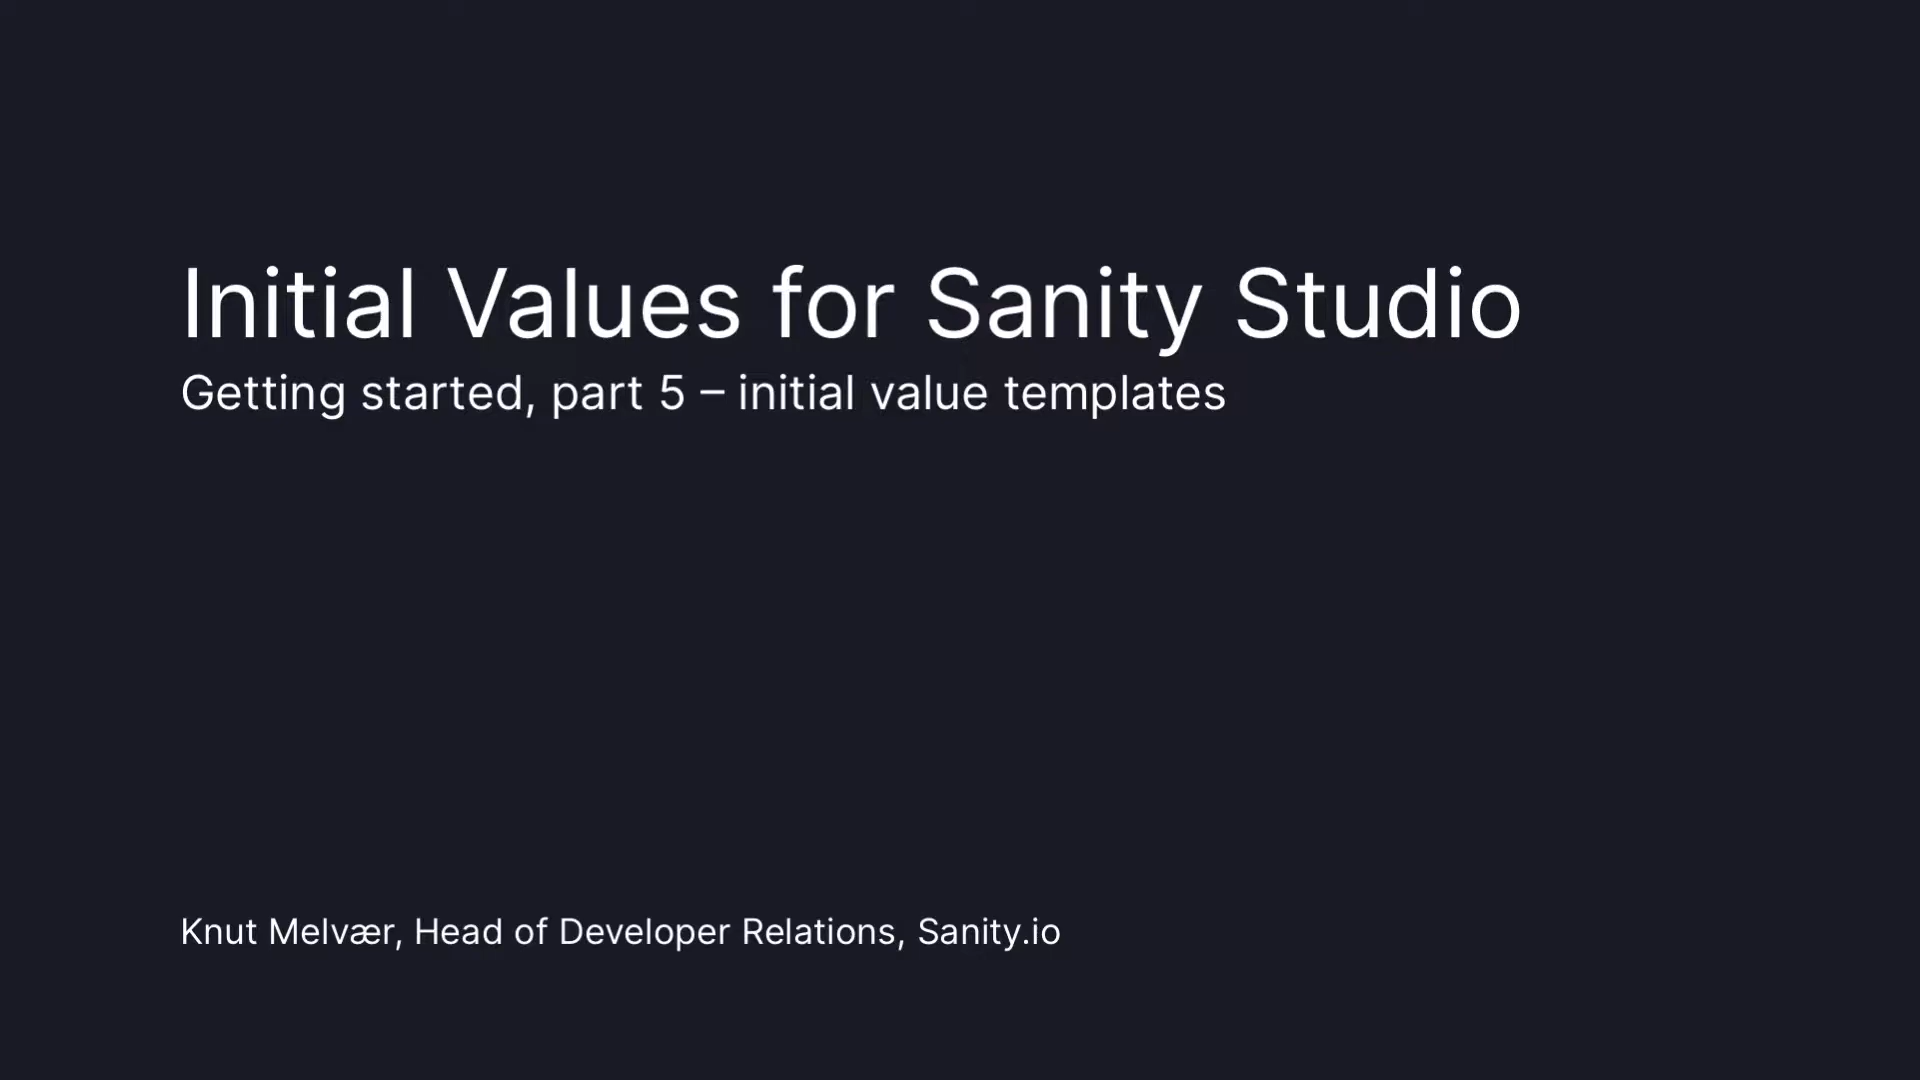 Initial Values for Sanity Studio
Getting started, part 5 – initial value templates
Knut Melvær, Head of Developer Relations, Sanity.io